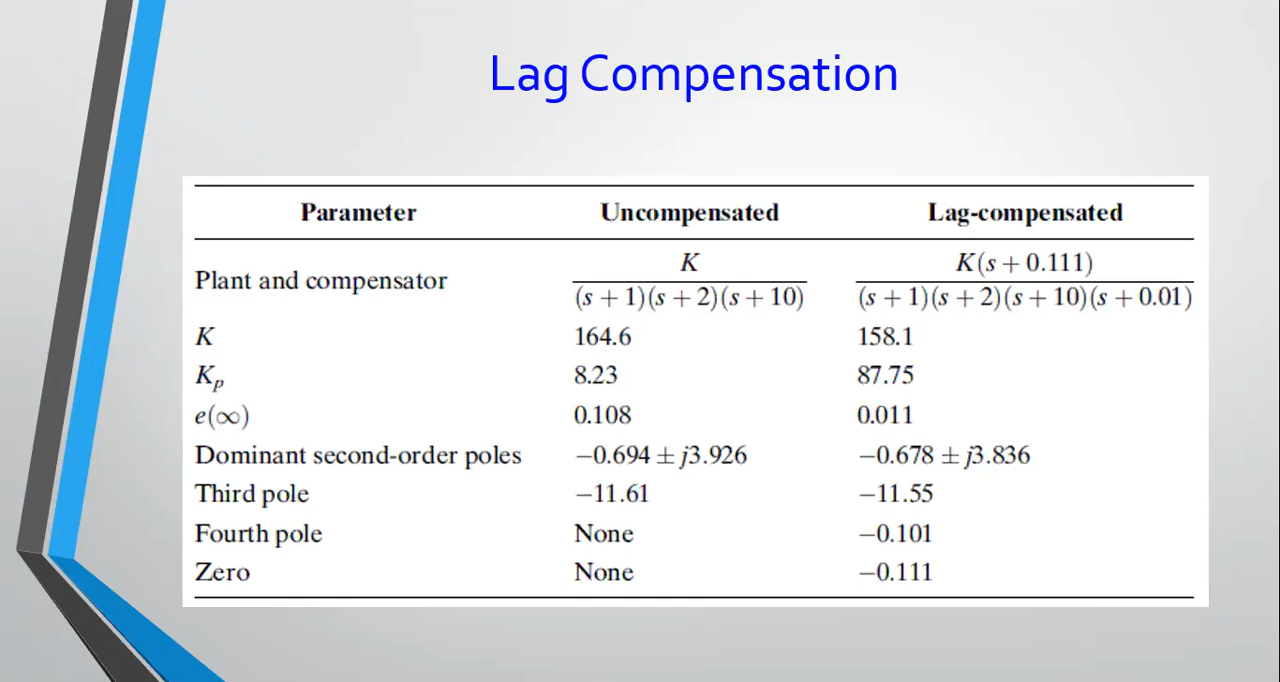 Lag Compensation
Parameter Uncompensated Lag-compensated
Plant and compensator K / (s + 1)(s + 2)(s + 10) K(s + 0.111) / (s + 1)(s + 2)(s + 10)(s + 0.01)
K 164.6 158.1
Kₚ 8.23 87.75
e(∞) 0.108 0.011
Dominant second-order poles −0.694 ± j3.926 −0.678 ± j3.836
Third pole −11.61 −11.55
Fourth pole None −0.101
Zero None −0.111